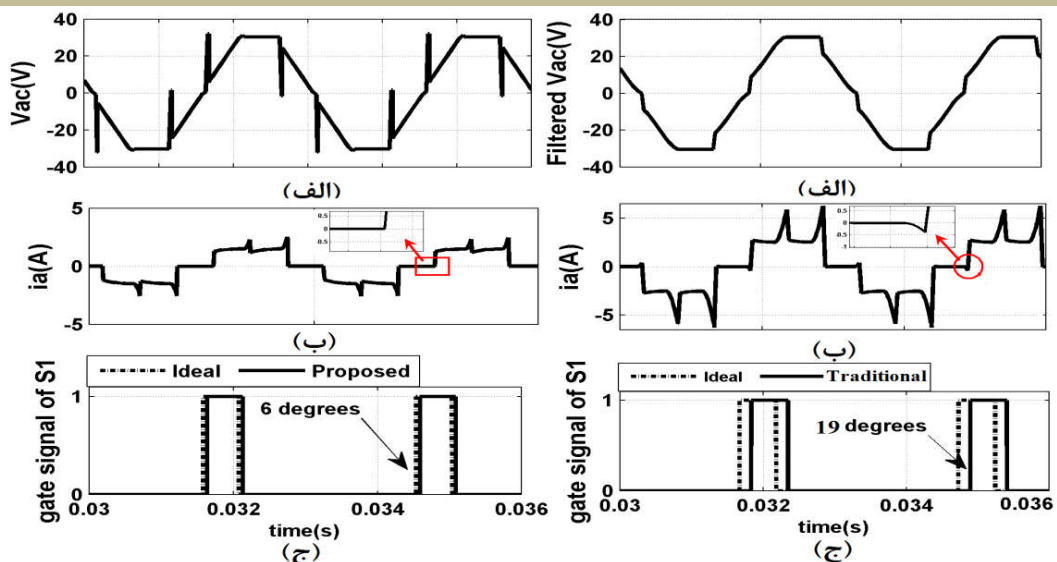 Vac(V)
40
20
0
-20
-40
(الف)
ia(A)
5
0
-5
0.5
0
-0.5
(ب)
gate signal of S1
Ideal
Proposed
1
0
6 degrees
0.03
0.032
0.034
0.036
time(s)
(ج)
Filtered Vac(V)
40
20
0
-20
-40
(الف)
ia(A)
5
0
-5
0.5
0
-0.5
-1
(ب)
gate signal of S1
Ideal
Traditional
1
0
19 degrees
0.03
0.032
0.034
0.036
time(s)
(ج)